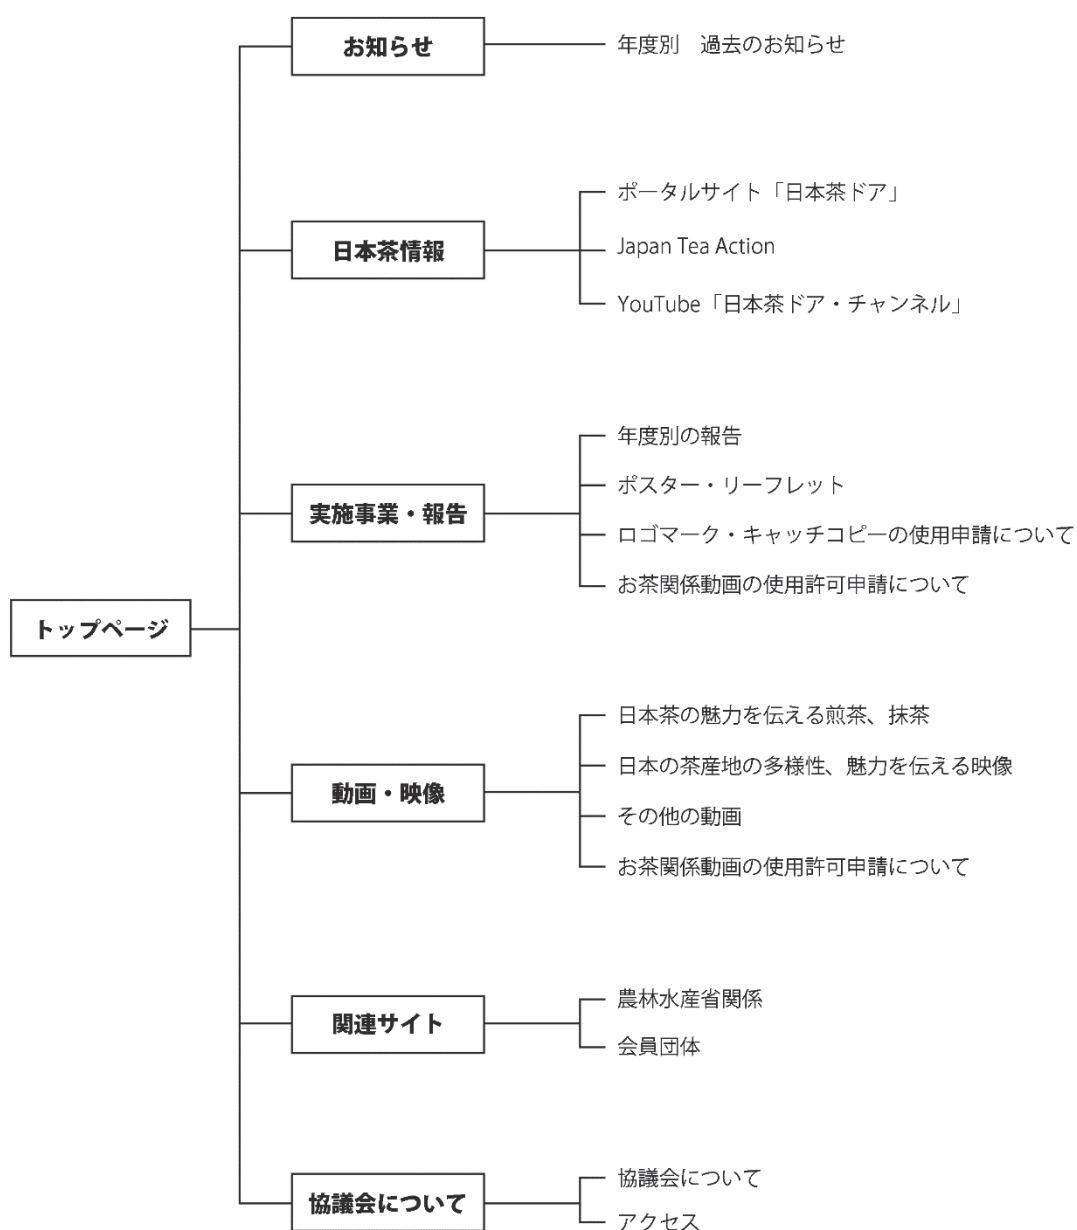 お知らせ
年度別　過去のお知らせ
日本茶情報
ポータルサイト「日本茶ドア」
Japan Tea Action
YouTube「日本茶ドア・チャンネル」
実施事業・報告
年度別の報告
ポスター・リーフレット
ロゴマーク・キャッチコピーの使用申請について
お茶関係動画の使用許可申請について
トップページ
動画・映像
日本茶の魅力を伝える煎茶、抹茶
日本の茶産地の多様性、魅力を伝える映像
その他の動画
お茶関係動画の使用許可申請について
関連サイト
農林水産省関係
会員団体
協議会について
協議会について
アクセス